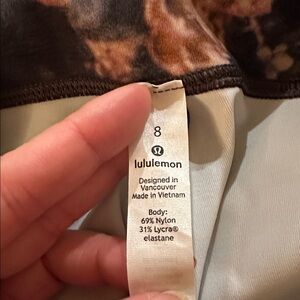 8
lululemon
Designed in
Vancouver
Made in Vietnam
Body:
69% Nylon
31% Lycra®
elastane